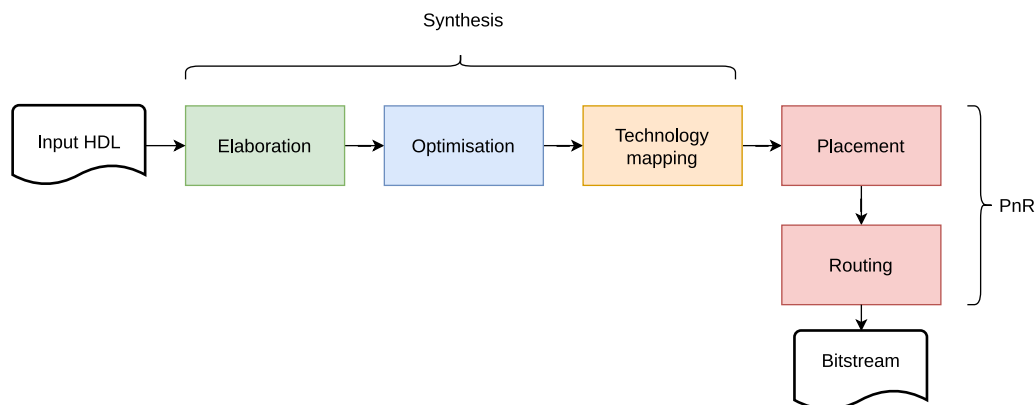 Synthesis
Input HDL
Elaboration
Optimisation
Technology
mapping
Placement
PnR
Routing
Bitstream